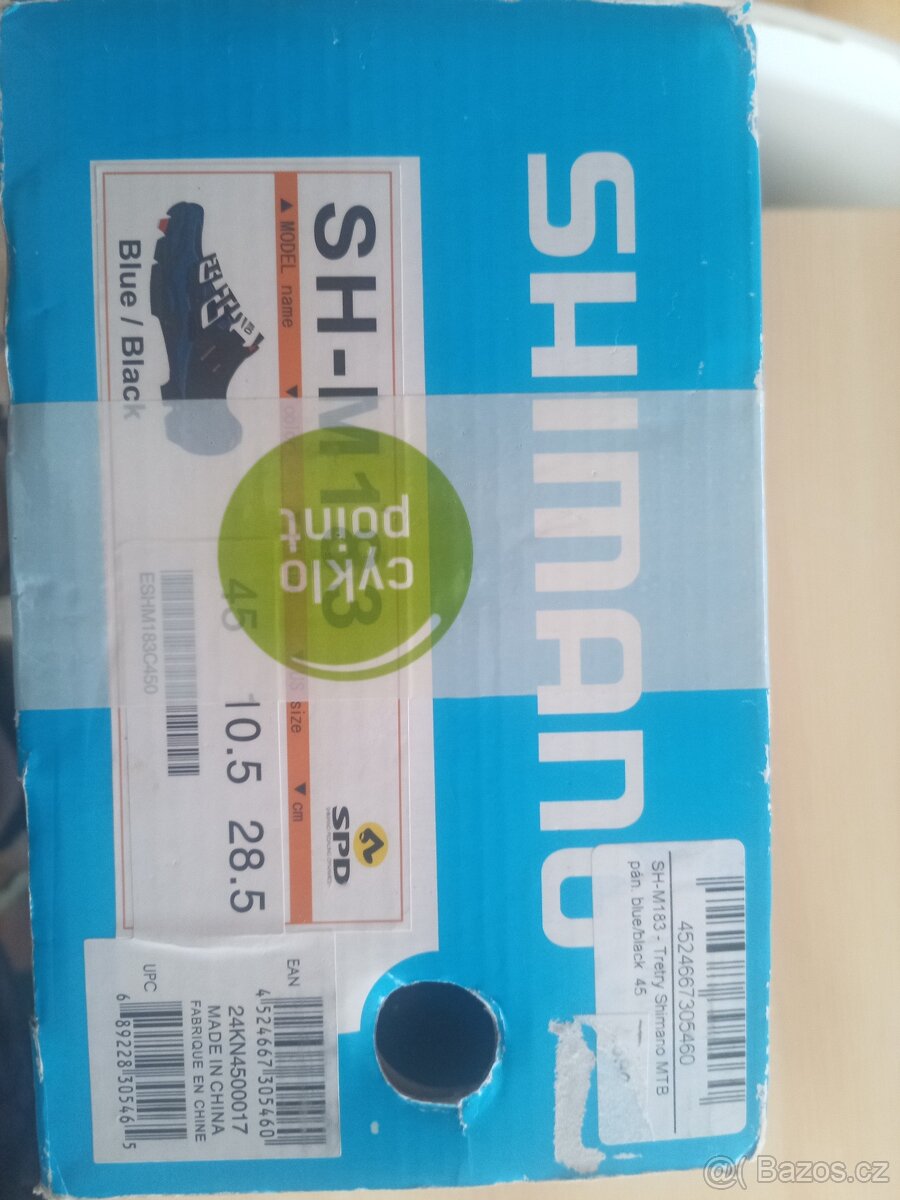 SHIMANO
SH-M183
▲ MODEL name
▼ cm
size
Blue / Black
45 10.5 28.5
ESHM183C450
SPD
cyklo
point
4524667305460
SH-M183 - Tretry Shimano MTB
pán. blue/black 45
EAN
4 524667 305460
24KN4500017
MADE IN CHINA
FABRIQUE EN CHINE
UPC
6 89228 30546 5
@( Bazos.cz